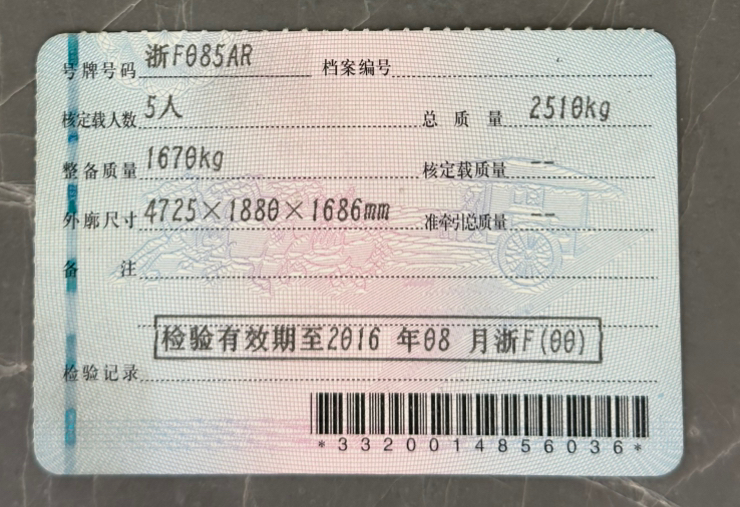 号牌号码 浙F085AR 档案编号
核定载人数 5人 总质量 2510kg
整备质量 1670kg 核定载质量 --
外廓尺寸 4725×1880×1686mm 准牵引总质量 --
备注
检验有效期至2016 年08 月浙F(00)
检验记录
*3320014856036*